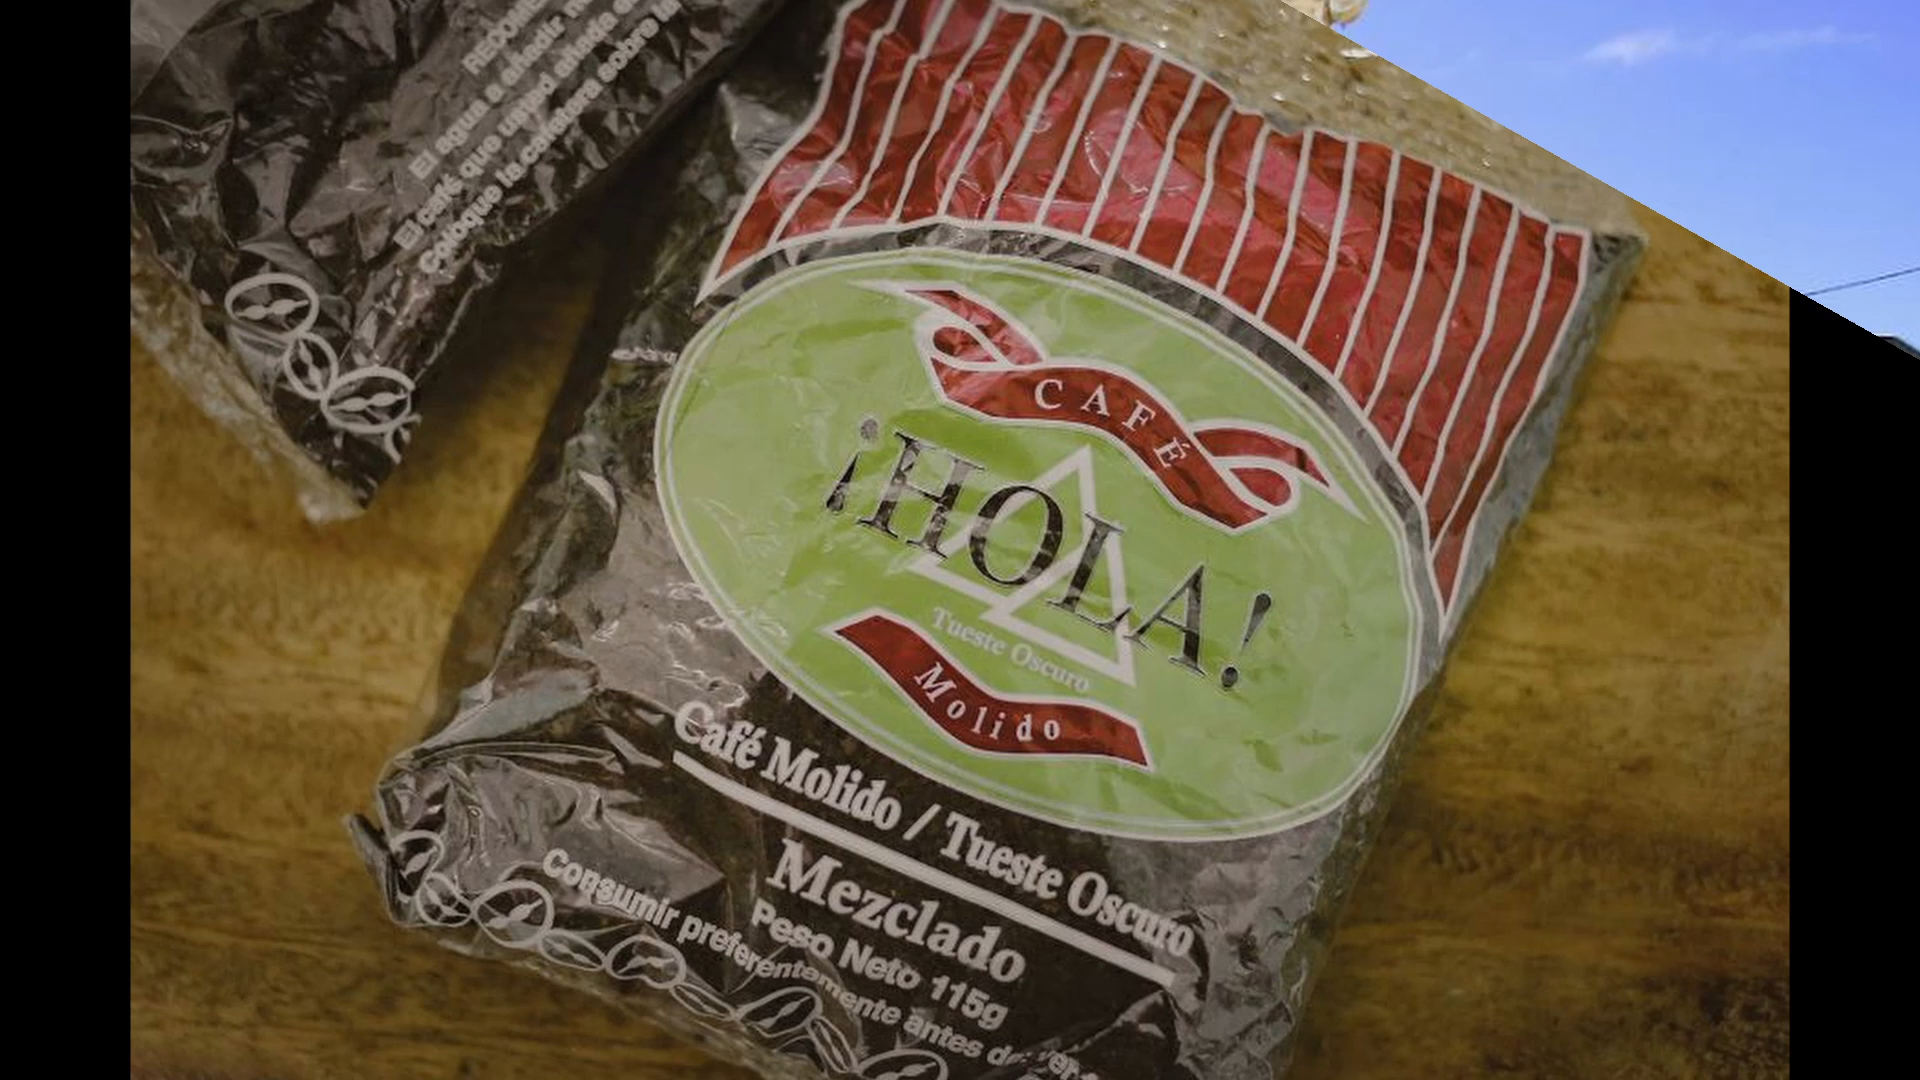 El agua a añadir
El café que usted añada
Coloque la cafetera sobre la
CAFÉ
¡HOLA!
Tueste Oscuro
Molido
Café Molido / Tueste Oscuro
Mezclado
Peso Neto 115g
Consumir preferentemente antes de